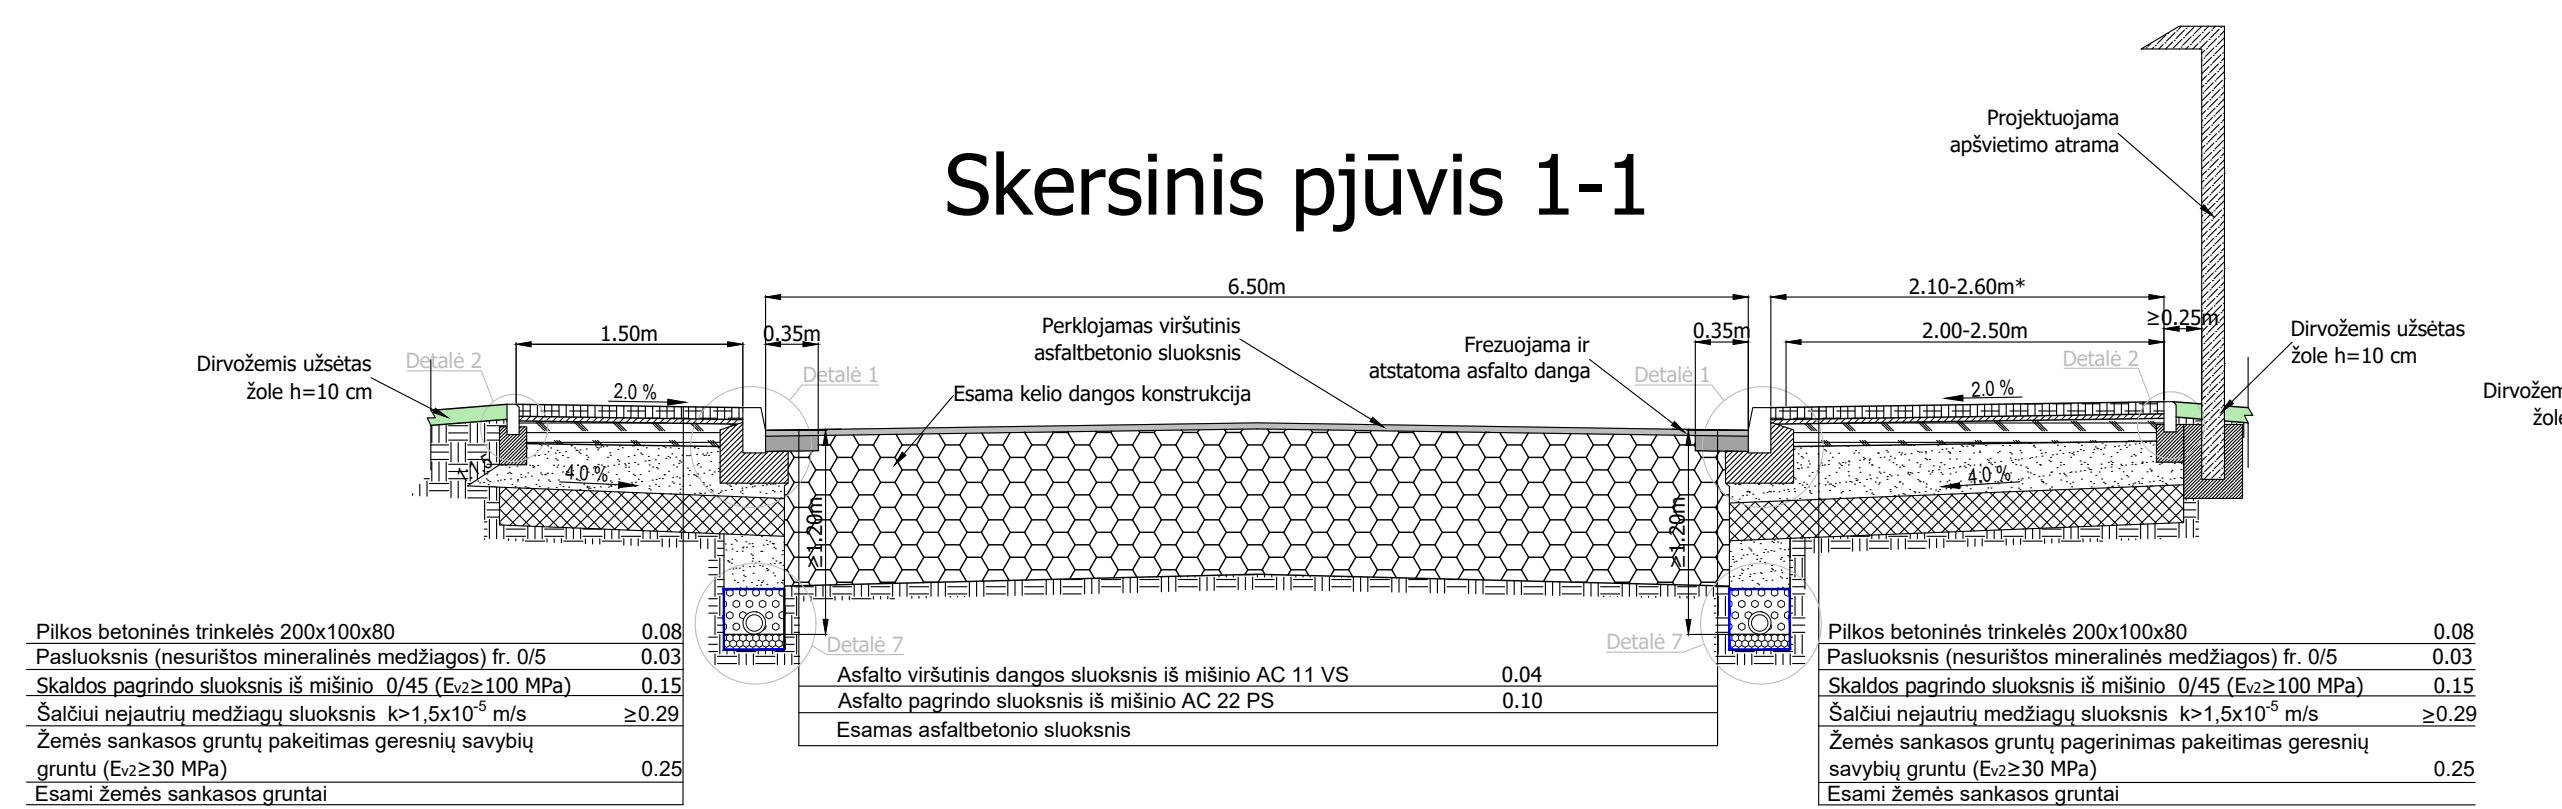 Skersinis pjūvis 1-1
Projektuojama
apšvietimo atrama
6.50m
2.10-2.60m*
1.50m
0.35m
0.35m
2.00-2.50m
≥0.25m
Perklojamas viršutinis
asfaltbetonio sluoksnis
Frezuojama ir
atstatoma asfalto danga
Esama kelio dangos konstrukcija
Dirvožemis užsėtas
žole h=10 cm
Detalė 2
Detalė 1
Detalė 1
Detalė 2
Dirvožemis užsėtas
žole h=10 cm
2.0 %
2.0 %
4.0 %
4.0 %
≥1.20m
≥1.20m
Detalė 7
Detalė 7
Pilkos betoninės trinkelės 200x100x80 0.08
Pasluoksnis (nesurištos mineralinės medžiagos) fr. 0/5 0.03
Skaldos pagrindo sluoksnis iš mišinio 0/45 (Ev2≥100 MPa) 0.15
Šalčiui nejautrių medžiagų sluoksnis k>1,5x10-5 m/s ≥0.29
Žemės sankasos gruntų pakeitimas geresnių savybių
gruntu (Ev2≥30 MPa) 0.25
Esami žemės sankasos gruntai
Asfalto viršutinis dangos sluoksnis iš mišinio AC 11 VS 0.04
Asfalto pagrindo sluoksnis iš mišinio AC 22 PS 0.10
Esamas asfaltbetonio sluoksnis
Pilkos betoninės trinkelės 200x100x80 0.08
Pasluoksnis (nesurištos mineralinės medžiagos) fr. 0/5 0.03
Skaldos pagrindo sluoksnis iš mišinio 0/45 (Ev2≥100 MPa) 0.15
Šalčiui nejautrių medžiagų sluoksnis k>1,5x10-5 m/s ≥0.29
Žemės sankasos gruntų pagerinimas pakeitimas geresnių
savybių gruntu (Ev2≥30 MPa) 0.25
Esami žemės sankasos gruntai